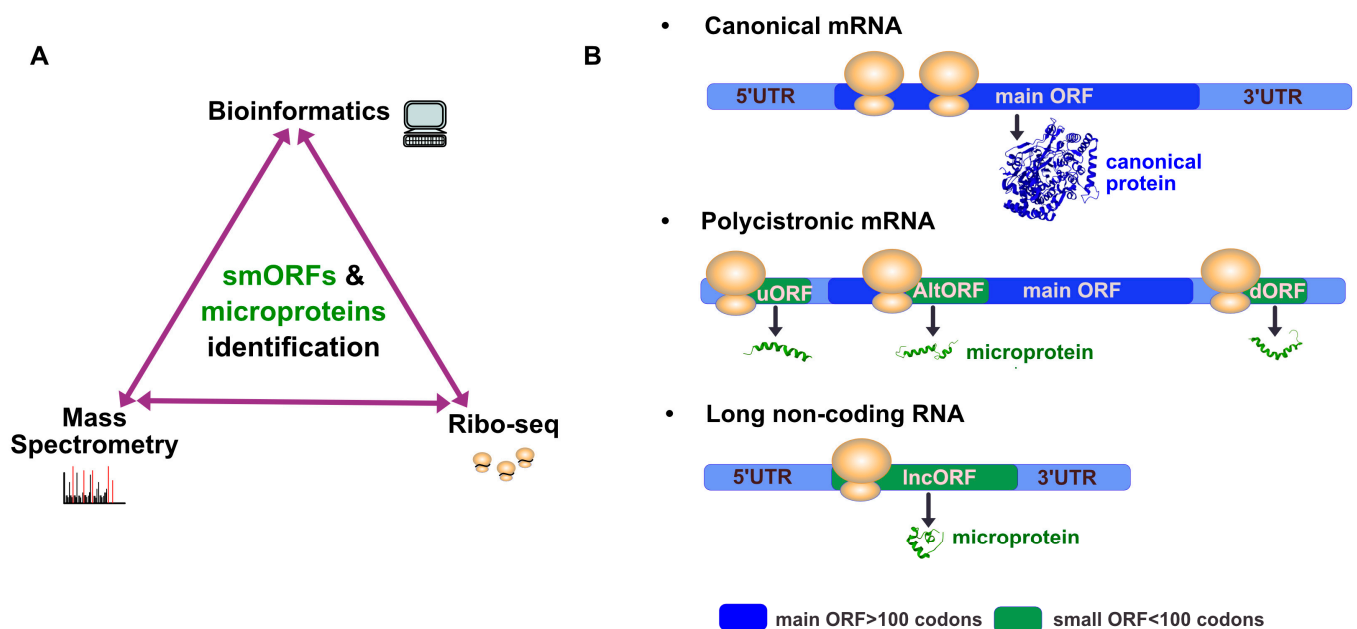 A
Bioinformatics
smORFs &
microproteins
identification
Mass
Spectrometry
Ribo-seq
B
• Canonical mRNA
5'UTR main ORF 3'UTR
canonical
protein
• Polycistronic mRNA
uORF AltORF main ORF dORF
microprotein
• Long non-coding RNA
5'UTR lncORF 3'UTR
microprotein
main ORF>100 codons small ORF<100 codons